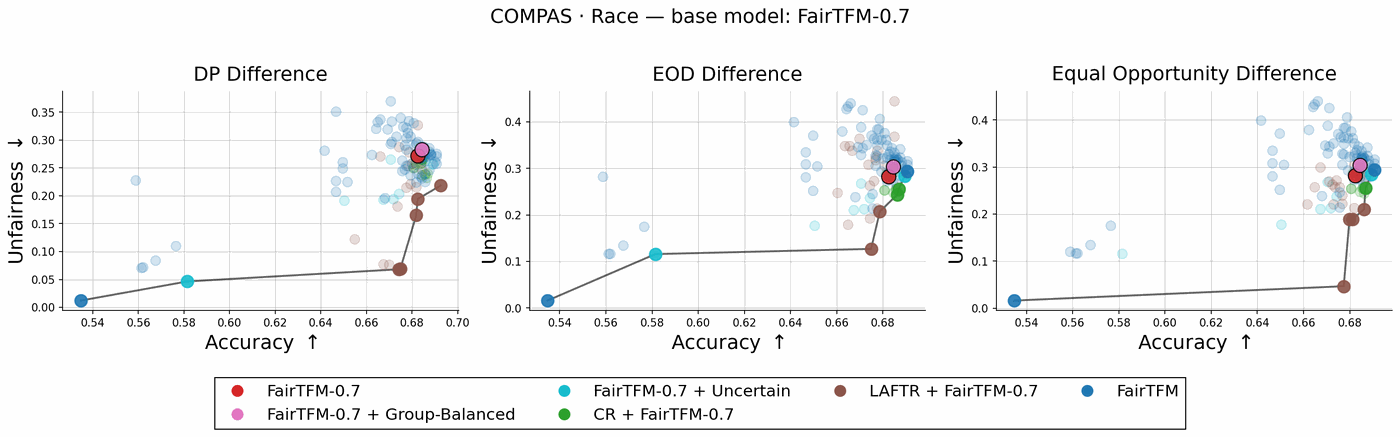 COMPAS · Race — base model: FairTFM-0.7
DP Difference
EOD Difference
Equal Opportunity Difference
Unfairness ↓
0.35
0.30
0.25
0.20
0.15
0.10
0.05
0.00
0.54 0.56 0.58 0.60 0.62 0.64 0.66 0.68 0.70
Accuracy ↑
Unfairness ↓
0.4
0.3
0.2
0.1
0.0
0.54 0.56 0.58 0.60 0.62 0.64 0.66 0.68
Accuracy ↑
Unfairness ↓
0.4
0.3
0.2
0.1
0.0
0.54 0.56 0.58 0.60 0.62 0.64 0.66 0.68
Accuracy ↑
FairTFM-0.7
FairTFM-0.7 + Uncertain
LAFTR + FairTFM-0.7
FairTFM
FairTFM-0.7 + Group-Balanced
CR + FairTFM-0.7